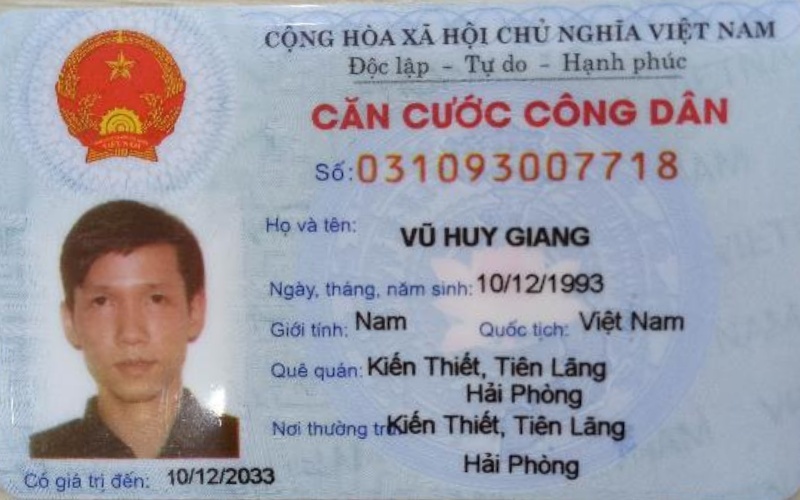 CỘNG HÒA XÃ HỘI CHỦ NGHĨA VIỆT NAM
Độc lập - Tự do - Hạnh phúc
CĂN CƯỚC CÔNG DÂN
Số: 031093007718
Họ và tên: VŨ HUY GIANG
Ngày, tháng, năm sinh: 10/12/1993
Giới tính: Nam Quốc tịch: Việt Nam
Quê quán: Kiến Thiết, Tiên Lãng
Hải Phòng
Nơi thường trú: Kiến Thiết, Tiên Lãng
Hải Phòng
Có giá trị đến: 10/12/2033